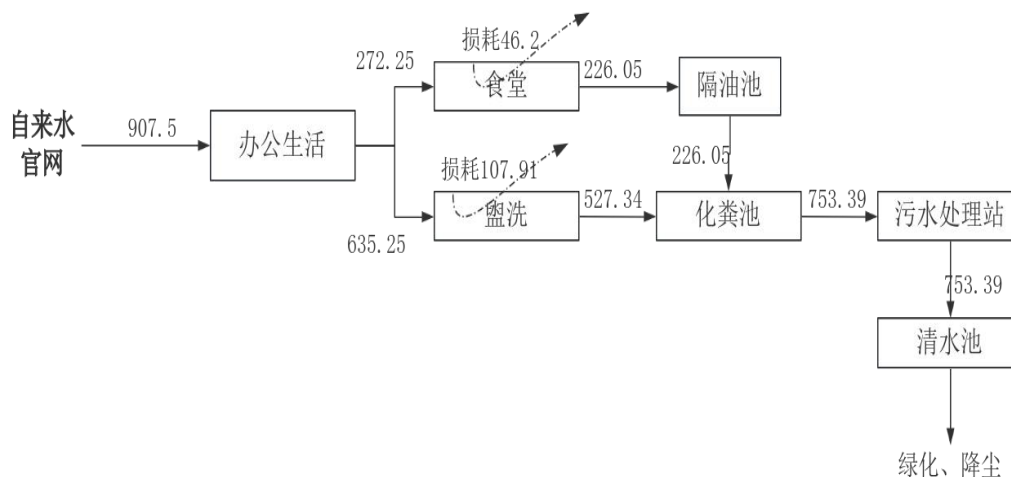 损耗46.2
272.25
食堂
226.05
隔油池
自来水
官网
907.5
办公生活
损耗107.91
226.05
635.25
盥洗
527.34
化粪池
753.39
污水处理站
753.39
清水池
绿化、降尘